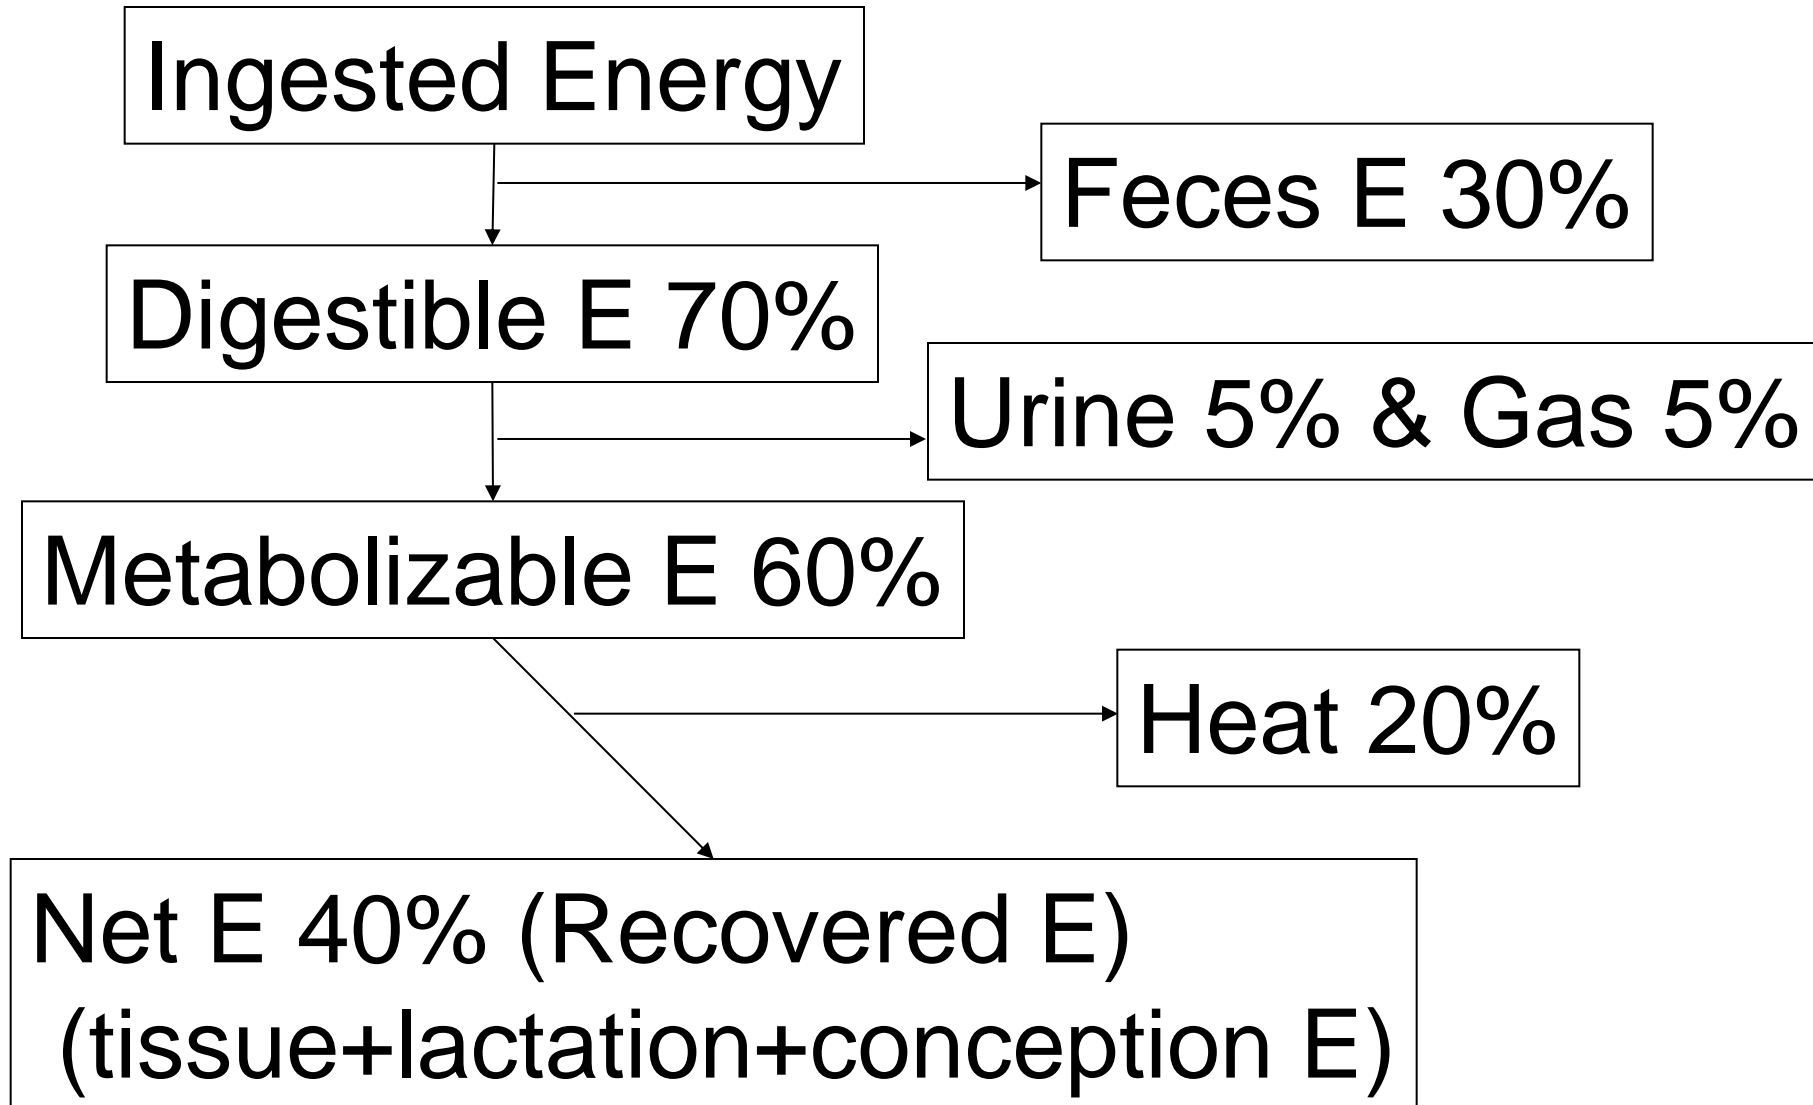 Ingested Energy
Feces E 30%
Digestible E 70%
Urine 5% & Gas 5%
Metabolizable E 60%
Heat 20%
Net E 40% (Recovered E)
(tissue+lactation+conception E)